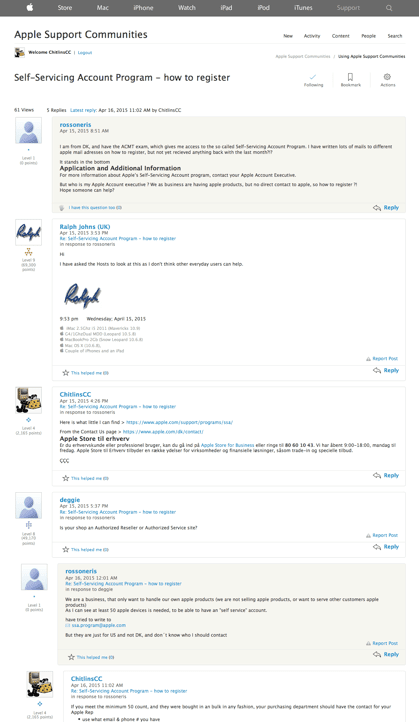 Store Mac iPhone Watch iPad iPod iTunes Support
Apple Support Communities
New Activity Content People Search
Welcome ChitlinsCC | Logout
Apple Support Communities | Using Apple Support Communities
Self-Servicing Account Program - how to register
Following Bookmark Actions
61 Views 5 Replies Latest reply: Apr 16, 2015 11:02 AM by ChitlinsCC
rossoneris
Apr 15, 2015 8:51 AM
Level 1
(0 points)
I am from DK, and have the ACMT exam, which gives me access to the so called Self-Servicing Account Program. I have written lots of mails to different
apple mail adresses on how to register, but not yet recieved anything back with the last month!!?
It stands in the bottom
Application and Additional Information
For more information about Apple's Self-Servicing Account program, contact your Apple Account Executive.
But who is my Apple Account executive ? We as business are having apple products, but no direct contact to apple, so how to register ?!
Hope someone can help?
I have this question too (0)
Reply
Ralph Johns (UK)
Apr 15, 2015 3:53 PM
Re: Self-Servicing Account Program - how to register
in response to rossoneris
Level 9
points)
Hi
I have asked the Hosts to look at this as I don't think other everyday users can help.
Ralph
9:53 pm Wednesday, April 15, 2015
iMac 2.5Ghz i5 2011 (Mavericks 10.9)
G4/1GhzDual MDD (Leopard 10.5.8)
MacBookPro 2Gb (Snow Leopard 10.6.8)
Mac OS X (10.6.8),
Couple of iPhones and an iPad
Report Post
This helped me (0)
Reply
ChitlinsCC
Apr 15, 2015 4:26 PM
Re: Self-Servicing Account Program - how to register
in response to rossoneris
Level 4
points)
Here is what little I can find > https://www.apple.com/support/programs/ssa/
From the Contact Us page > https://www.apple.com/dk/contact/
Apple Store til erhverv
Er du erhvervskunde eller professionel bruger, kan du gå ind på Apple Store for Business eller ringe til 80 60 10 43. Vi har åbent 9:00-18:00, mandag til
fredag. Apple Store til Erhverv tilbyder en række ydelser for virksomheder og financielle løsninger, såsom trade-in og specielle tilbud.
CCC
Reply
This helped me (0)
deggie
Apr 15, 2015 5:37 PM
Re: Self-Servicing Account Program - how to register
in response to rossoneris
Level 8
points)
Is your shop an Authorized Reseller or Authorized Service site?
Report Post
This helped me (0)
Reply
rossoneris
Apr 16, 2015 12:01 AM
Re: Self-Servicing Account Program - how to register
in response to deggie
Level 1
(0 points)
We are a business, that only want to handle our own apple products (we are not selling apple products, or want to serve other customers apple
products)
As I can see at least 50 apple devices is needed, to be able to have an "self service" account.
have tried to write to
ssa.program@apple.com
But they are just for US and not DK, and don´t know who I should contact
Report Post
This helped me (0)
Reply
ChitlinsCC
Apr 16, 2015 11:02 AM
Re: Self-Servicing Account Program - how to register
in response to rossoneris
Level 4
points)
If you meet the minimum 50 count, and they were bought in an bulk in any fashion, your purchasing department should have the contact for your
Apple Rep
use what email & phone if you have